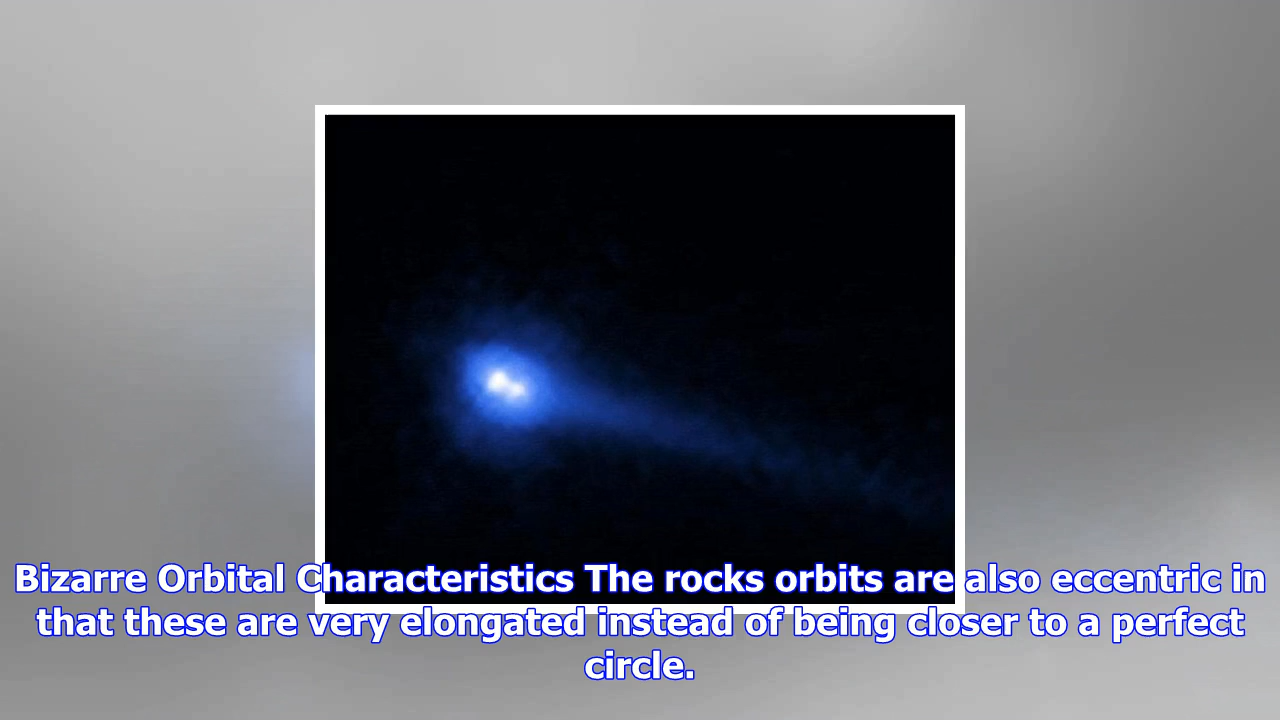 Bizarre Orbital Characteristics The rocks orbits are also eccentric in
that these are very elongated instead of being closer to a perfect
circle.